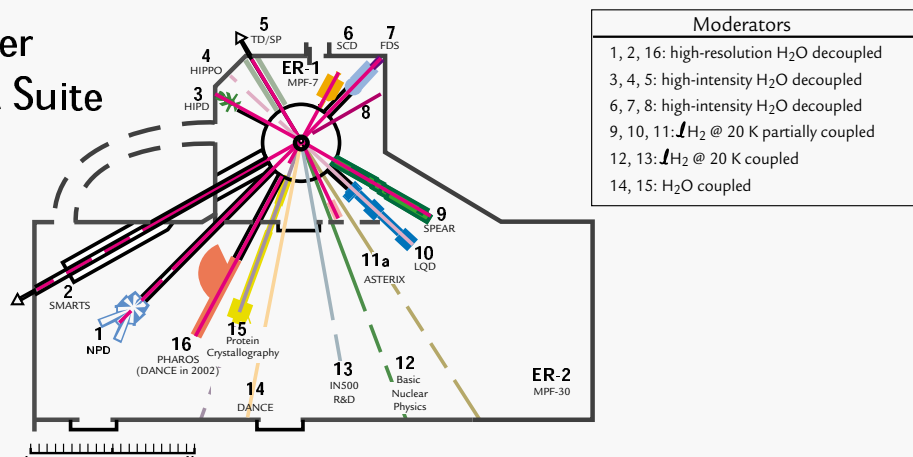 er
Suite
5
TD/SP
6
SCD
7
FDS
4
HIPPO
ER-1
MPF-7
3
HIPD
8
9
SPEAR
10
LQD
11a
ASTERIX
2
SMARTS
1
NPD
16
PHAROS
(DANCE in 2002)
15
Protein
Crystallography
14
DANCE
13
IN500
R&D
12
Basic
Nuclear
Physics
ER-2
MPF-30
Moderators
1, 2, 16: high-resolution H₂O decoupled
3, 4, 5: high-intensity H₂O decoupled
6, 7, 8: high-intensity H₂O decoupled
9, 10, 11: ℓH₂ @ 20 K partially coupled
12, 13: ℓH₂ @ 20 K coupled
14, 15: H₂O coupled